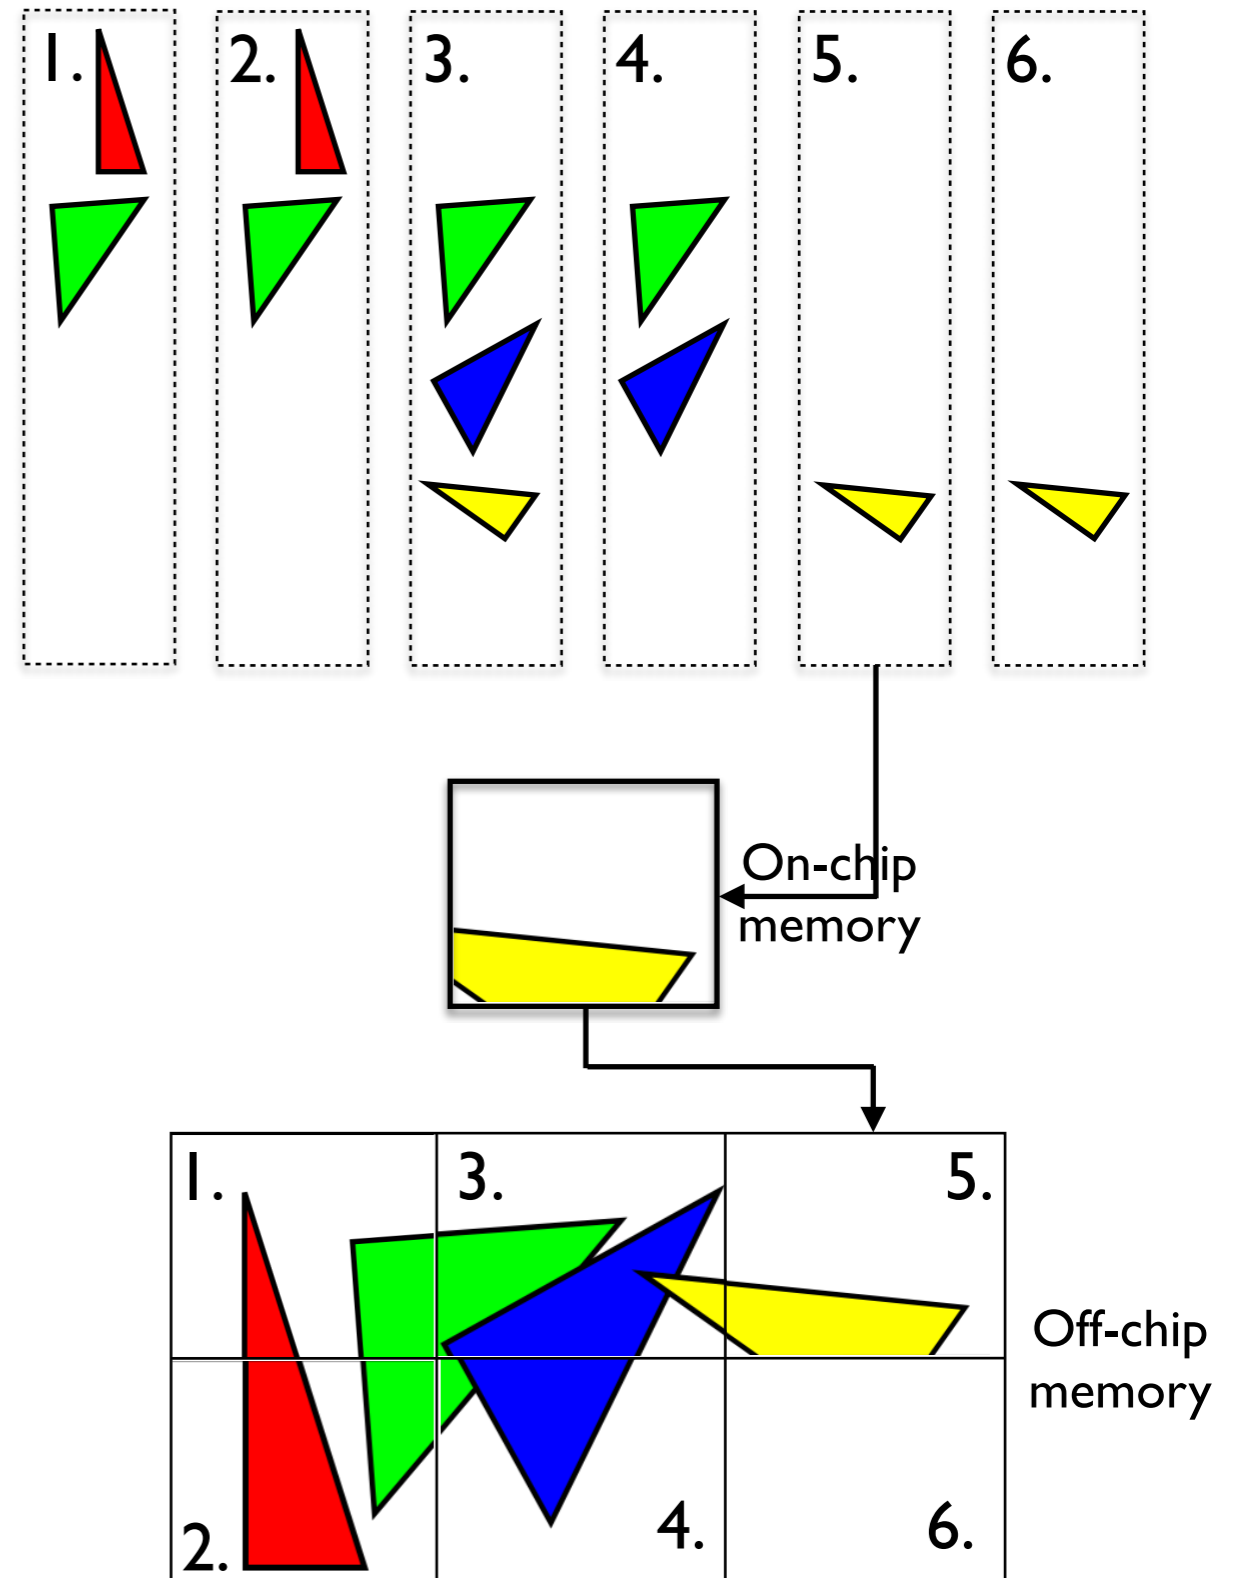 1. 2. 3. 4. 5. 6.
On-chip
memory
1. 3. 5.
Off-chip
memory
2. 4. 6.